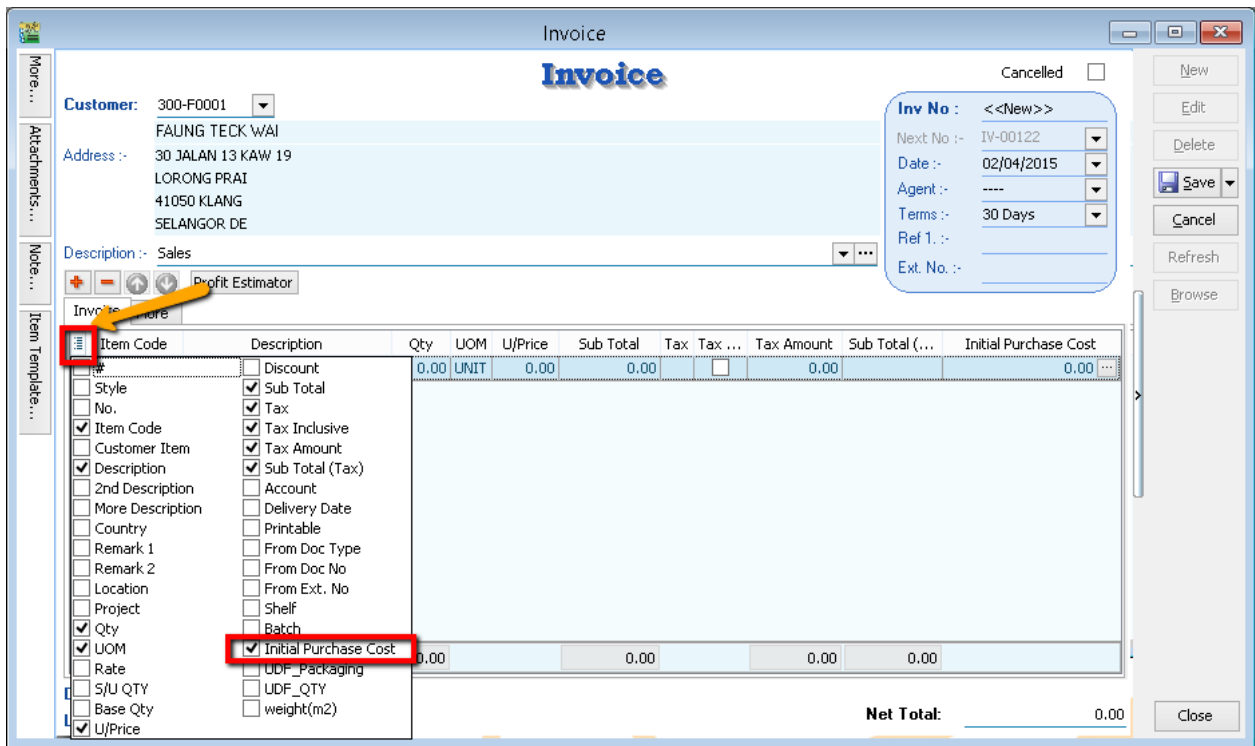 Invoice
More...
Attachments...
Note...
Item Template...
Invoice
Cancelled
Customer: 300-F0001
FAUNG TECK WAI
Address :- 30 JALAN 13 KAW 19
LORONG PRAI
41050 KLANG
SELANGOR DE
Description :- Sales
Inv No : <<New>>
Next No :- IV-00122
Date :- 02/04/2015
Agent :- ----
Terms :- 30 Days
Ref 1. :-
Ext. No. :-
New
Edit
Delete
Save
Cancel
Refresh
Browse
Profit Estimator
Invoice More
Item Code Description Qty UOM U/Price Sub Total Tax Tax ... Tax Amount Sub Total (... Initial Purchase Cost
0.00 UNIT 0.00 0.00 0.00 0.00 ...
#
Style
No.
Item Code
Customer Item
Description
2nd Description
More Description
Country
Remark 1
Remark 2
Location
Project
Qty
UOM
Rate
S/U QTY
Base Qty
U/Price
Discount
Sub Total
Tax
Tax Inclusive
Tax Amount
Sub Total (Tax)
Account
Delivery Date
Printable
From Doc Type
From Doc No
From Ext. No
Shelf
Batch
Initial Purchase Cost
UDF_Packaging
UDF_QTY
weight(m2)
0.00 0.00 0.00 0.00
Net Total: 0.00
Close